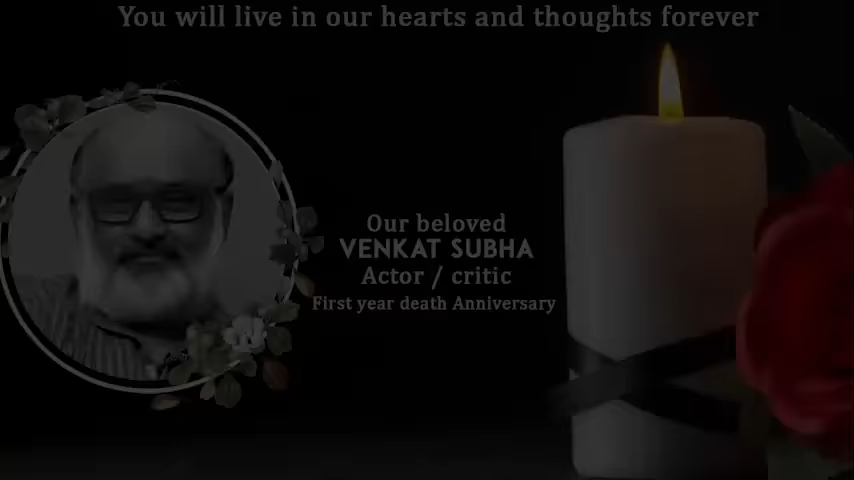 You will live in our hearts and thoughts forever
Our beloved
VENKAT SUBHA
Actor / critic
First year death Anniversary